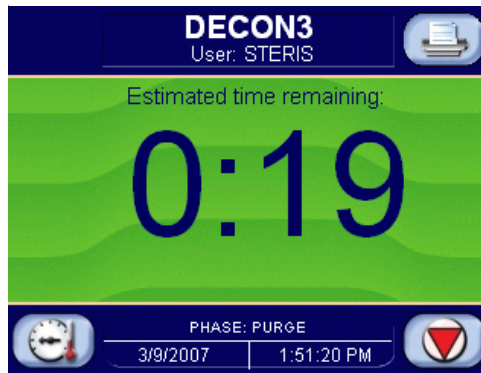 DECON3
User: STERIS
Estimated time remaining:
0:19
PHASE: PURGE
3/9/2007 1:51:20 PM